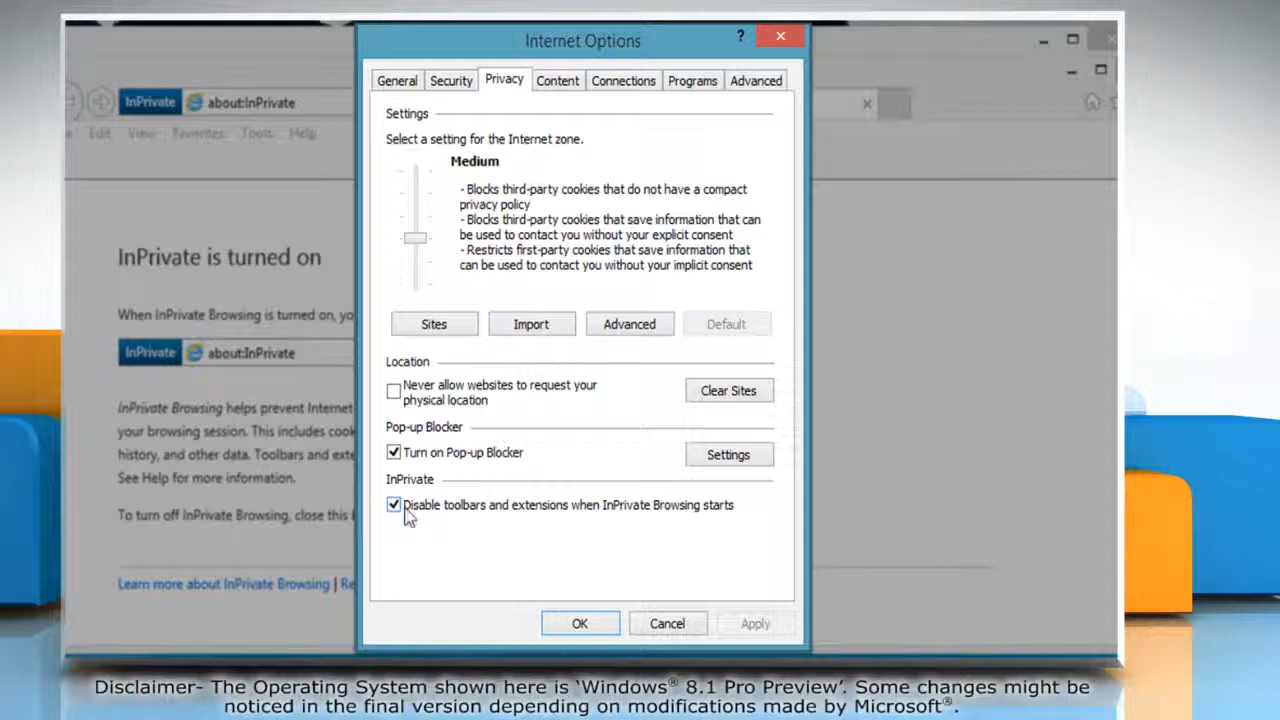 Internet Options
?
InPrivate about:InPrivate
Edit View Favorites Tools Help
General Security Privacy Content Connections Programs Advanced
Settings
Select a setting for the Internet zone.
Medium
- Blocks third-party cookies that do not have a compact
privacy policy
- Blocks third-party cookies that save information that can
be used to contact you without your explicit consent
- Restricts first-party cookies that save information that
can be used to contact you without your implicit consent
Sites Import Advanced Default
Location
Never allow websites to request your
physical location
Clear Sites
Pop-up Blocker
Turn on Pop-up Blocker
Settings
InPrivate
Disable toolbars and extensions when InPrivate Browsing starts
OK Cancel Apply
InPrivate is turned on
When InPrivate Browsing is turned on,
InPrivate about:InPrivate
InPrivate Browsing helps prevent Internet
your browsing session. This includes
history, and other data. Toolbars and
See Help for more information.
To turn off InPrivate Browsing, close this
Learn more about InPrivate Browsing |
Disclaimer- The Operating System shown here is ‘Windows® 8.1 Pro Preview’. Some changes might be
noticed in the final version depending on modifications made by Microsoft®.